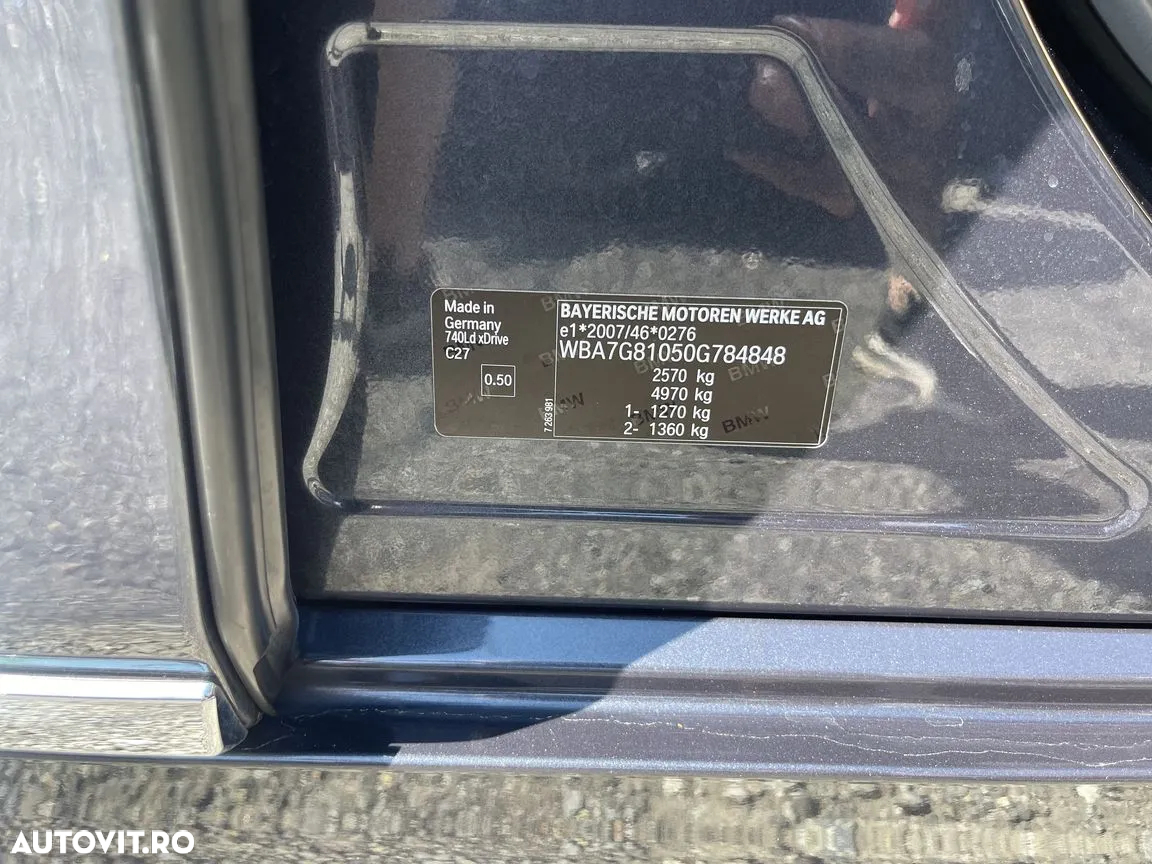 Made in
Germany
740Ld xDrive
C27
0.50
7 263 981
BAYERISCHE MOTOREN WERKE AG
e1*2007/46*0276
WBA7G81050G784848
2570 kg
4970 kg
1- 1270 kg
2- 1360 kg
AUTOVIT.RO